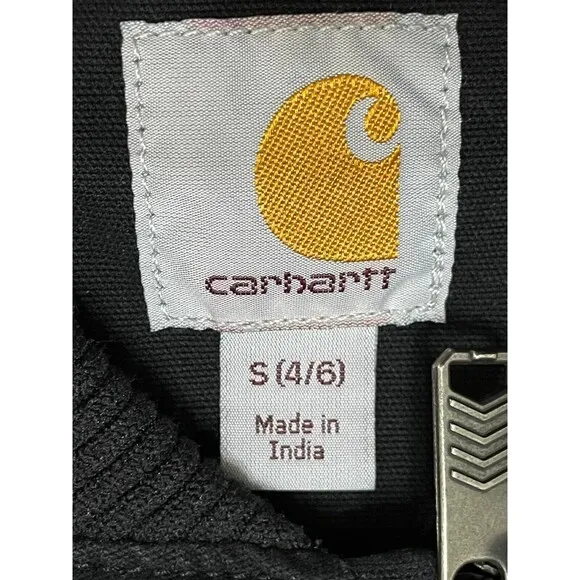 carhartt
S (4/6)
Made in
India